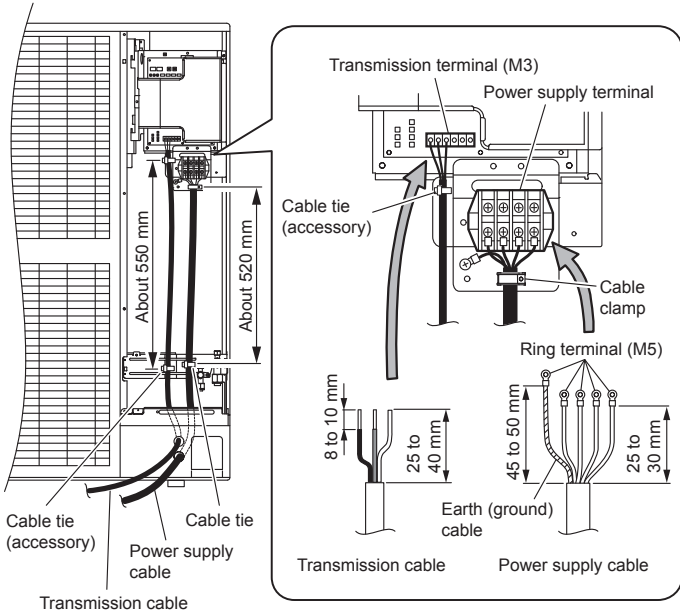 Transmission terminal (M3)
Power supply terminal
Cable tie
(accessory)
Cable
clamp
Ring terminal (M5)
About 550 mm
About 520 mm
8 to 10 mm
25 to
40 mm
45 to 50 mm
25 to
30 mm
Earth (ground)
cable
Transmission cable
Power supply cable
Cable tie
(accessory)
Cable tie
Power supply
cable
Transmission cable